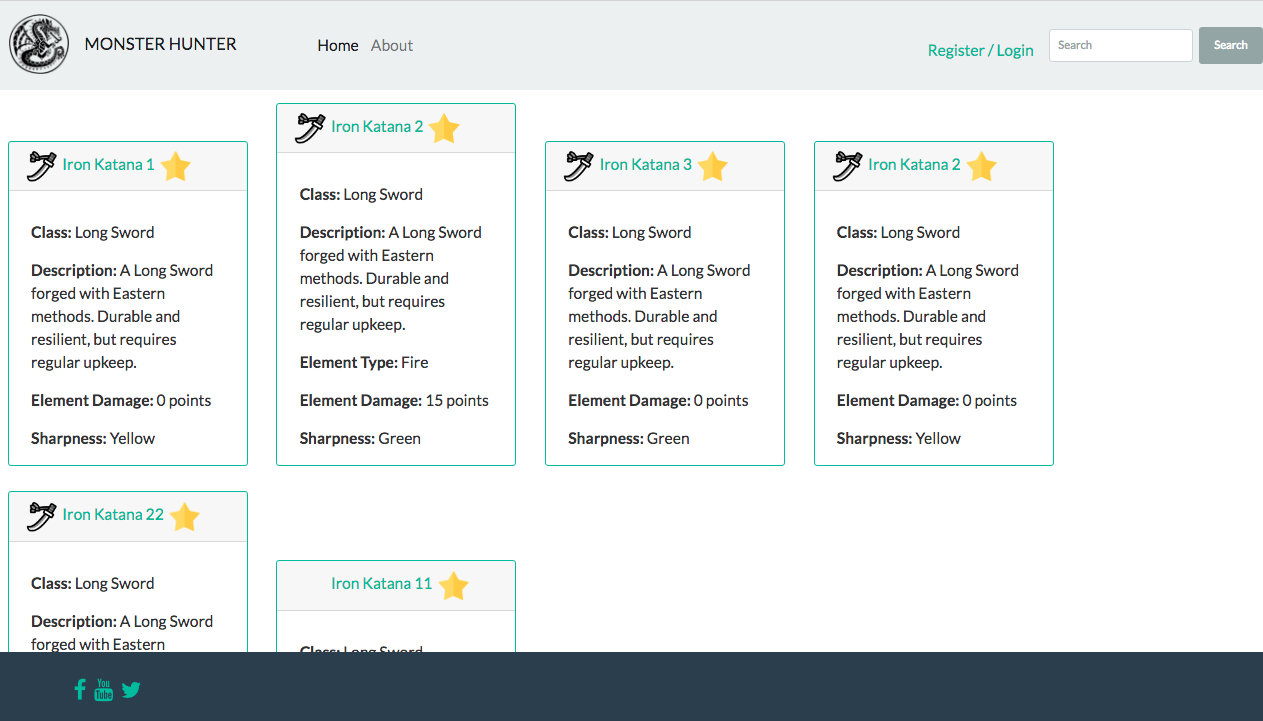 MONSTER HUNTER
Home About
Register / Login
Search
Search
Iron Katana 1
Class: Long Sword
Description: A Long Sword
forged with Eastern
methods. Durable and
resilient, but requires
regular upkeep.
Element Damage: 0 points
Sharpness: Yellow
Iron Katana 2
Class: Long Sword
Description: A Long Sword
forged with Eastern
methods. Durable and
resilient, but requires
regular upkeep.
Element Type: Fire
Element Damage: 15 points
Sharpness: Green
Iron Katana 3
Class: Long Sword
Description: A Long Sword
forged with Eastern
methods. Durable and
resilient, but requires
regular upkeep.
Element Damage: 0 points
Sharpness: Green
Iron Katana 2
Class: Long Sword
Description: A Long Sword
forged with Eastern
methods. Durable and
resilient, but requires
regular upkeep.
Element Damage: 0 points
Sharpness: Yellow
Iron Katana 22
Class: Long Sword
Description: A Long Sword
forged with Eastern
Iron Katana 11
Class: Long Sword
You
Tube